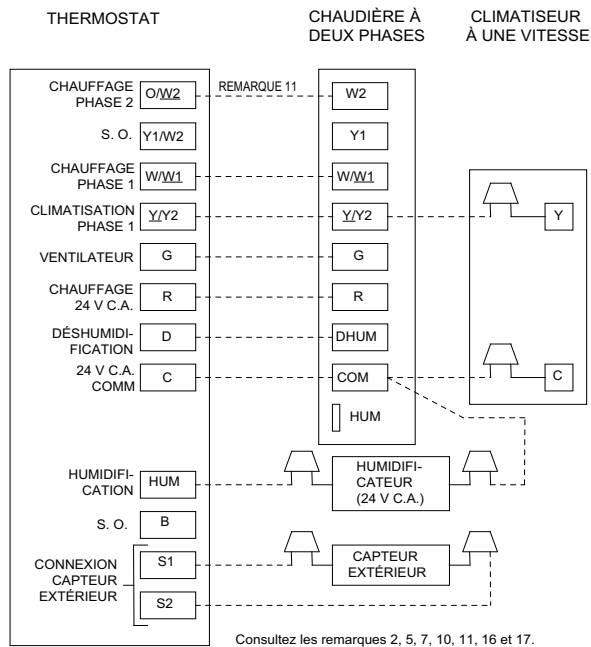 THERMOSTAT
CHAUDIÈRE À
DEUX PHASES
CLIMATISEUR
À UNE VITESSE
CHAUFFAGE
PHASE 2
O/W2
REMARQUE 11
W2
S. O.
Y1/W2
Y1
CHAUFFAGE
PHASE 1
W/W1
W/W1
CLIMATISATION
PHASE 1
Y/Y2
Y/Y2
Y
VENTILATEUR
G
G
CHAUFFAGE
24 V C.A.
R
R
DÉSHUMIDI-
FICATION
D
DHUM
24 V C.A.
COMM
C
COM
C
HUM
HUMIDIFI-
CATION
HUM
HUMIDIFI-
CATEUR
(24 V C.A.)
S. O.
B
CONNEXION
CAPTEUR
EXTÉRIEUR
S1
CAPTEUR
EXTÉRIEUR
S2
Consultez les remarques 2, 5, 7, 10, 11, 16 et 17.